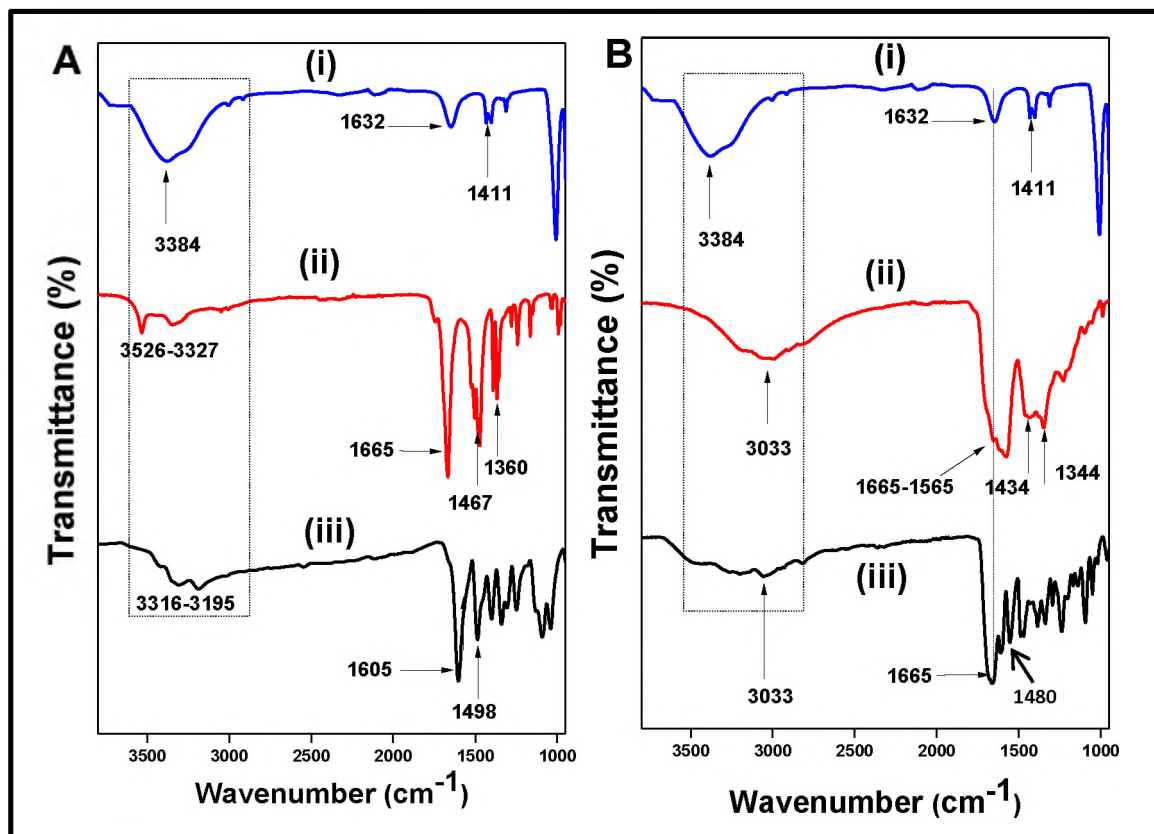 A
(i)
1632
1411
3384
(ii)
3526-3327
1665
1467
1360
(iii)
3316-3195
1605
1498
Transmittance (%)
3500 3000 2500 2000 1500 1000
Wavenumber (cm-1)
B
(i)
1632
1411
3384
(ii)
3033
1665-1565
1434
1344
(iii)
3033
1665
1480
Transmittance (%)
3500 3000 2500 2000 1500 1000
Wavenumber (cm-1)